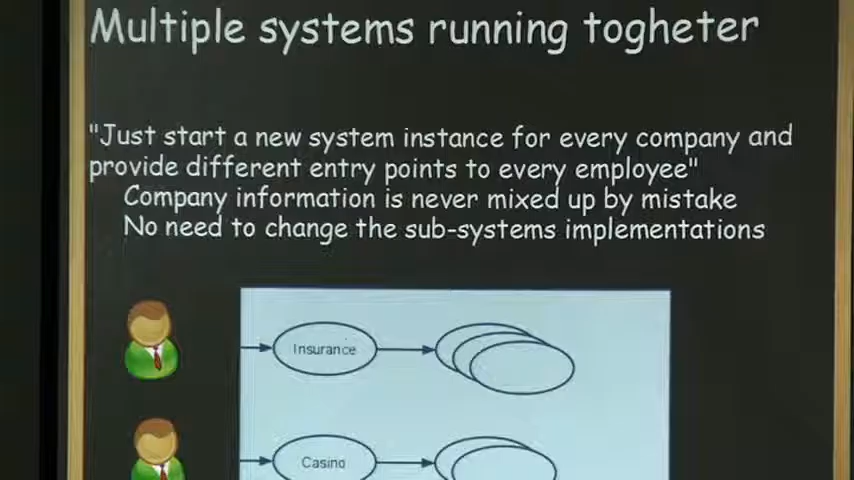 Multiple systems running togheter
"Just start a new system instance for every company and
provide different entry points to every employee"
Company information is never mixed up by mistake
No need to change the sub-systems implementations
Insurance
Casino